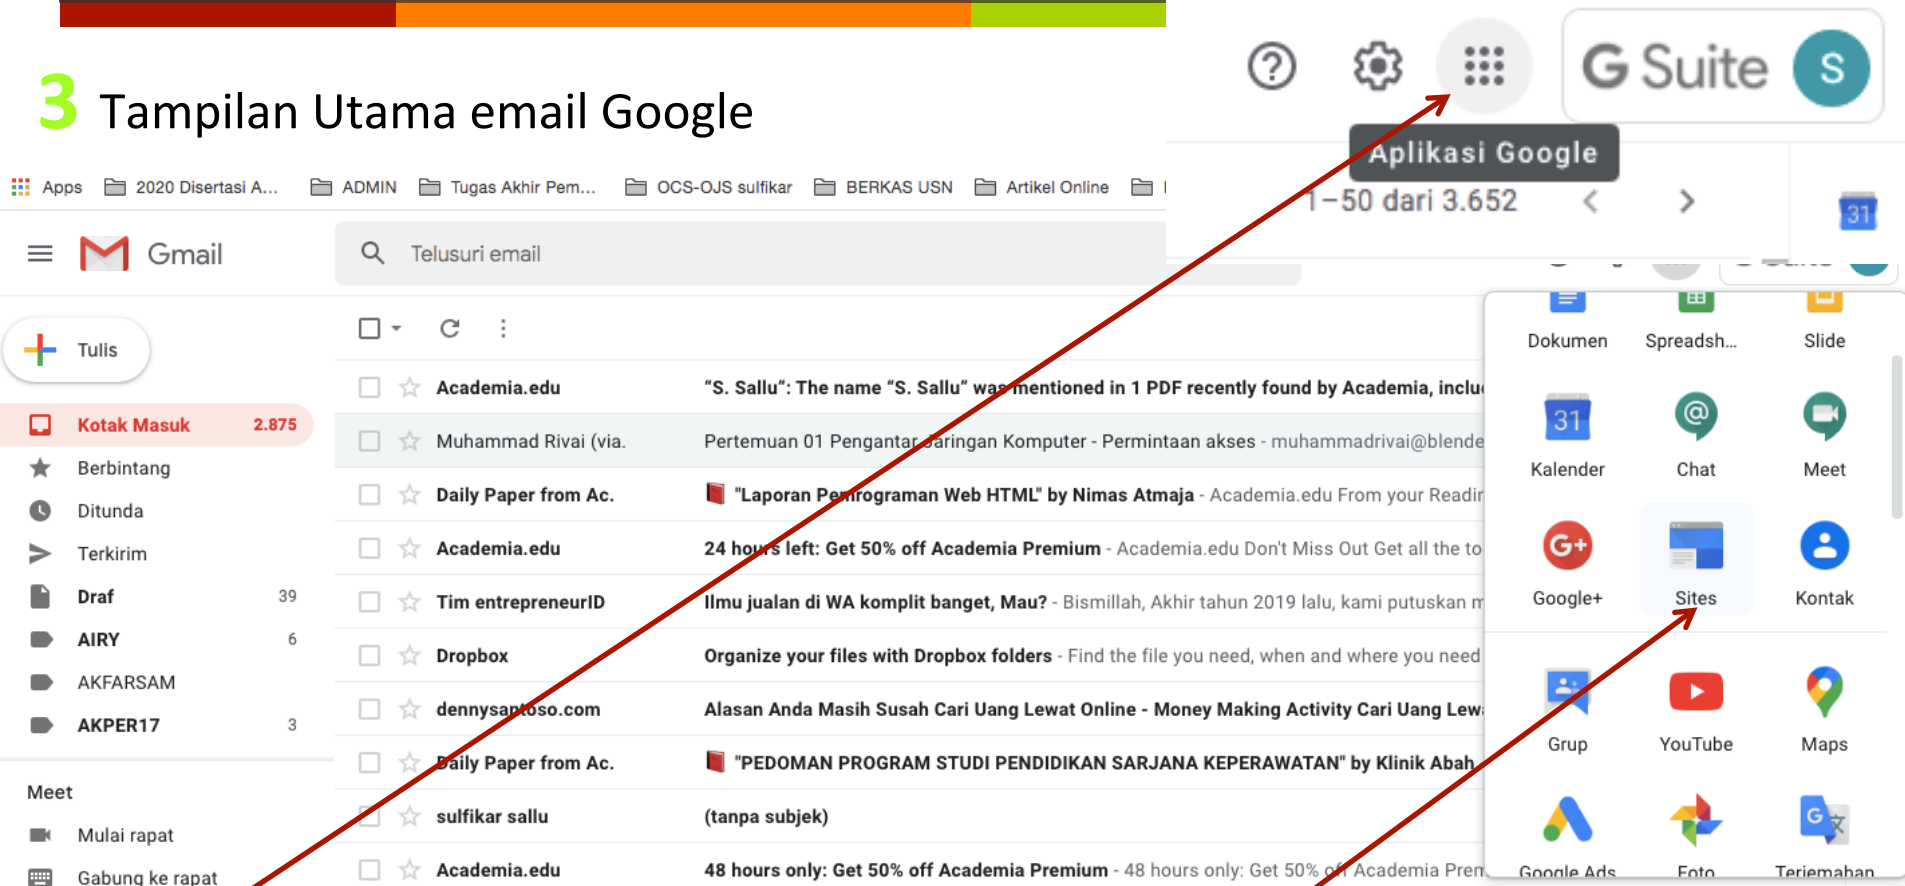 3 Tampilan Utama email Google
G Suite S
Aplikasi Google
1–50 dari 3.652
31
Apps 2020 Disertasi A... ADMIN Tugas Akhir Pem... OCS-OJS sulfikar BERKAS USN Artikel Online
Gmail
Telusuri email
Tulis
Kotak Masuk 2.875
Berbintang
Ditunda
Terkirim
Draf 39
AIRY 6
AKFARSAM
AKPER17 3
Meet
Mulai rapat
Gabung ke rapat
Academia.edu "S. Sallu": The name "S. Sallu" was mentioned in 1 PDF recently found by Academia, inclu
Muhammad Rivai (via. Pertemuan 01 Pengantar Jaringan Komputer - Permintaan akses - muhammadrivai@blende
Daily Paper from Ac. "Laporan Pemrograman Web HTML" by Nimas Atmaja - Academia.edu From your Readin
Academia.edu 24 hours left: Get 50% off Academia Premium - Academia.edu Don't Miss Out Get all the to
Tim entrepreneurID Ilmu jualan di WA komplit banget, Mau? - Bismillah, Akhir tahun 2019 lalu, kami putuskan m
Dropbox Organize your files with Dropbox folders - Find the file you need, when and where you need
dennysantoso.com Alasan Anda Masih Susah Cari Uang Lewat Online - Money Making Activity Cari Uang Lewa
Daily Paper from Ac. "PEDOMAN PROGRAM STUDI PENDIDIKAN SARJANA KEPERAWATAN" by Klinik Abah
sulfikar sallu (tanpa subjek)
Academia.edu 48 hours only: Get 50% off Academia Premium - 48 hours only: Get 50% off Academia Prem
Dokumen Spreadsh... Slide
31
Kalender Chat Meet
G+
Google+ Sites Kontak
Grup YouTube Maps
G
Google Ads Foto Terjemahan